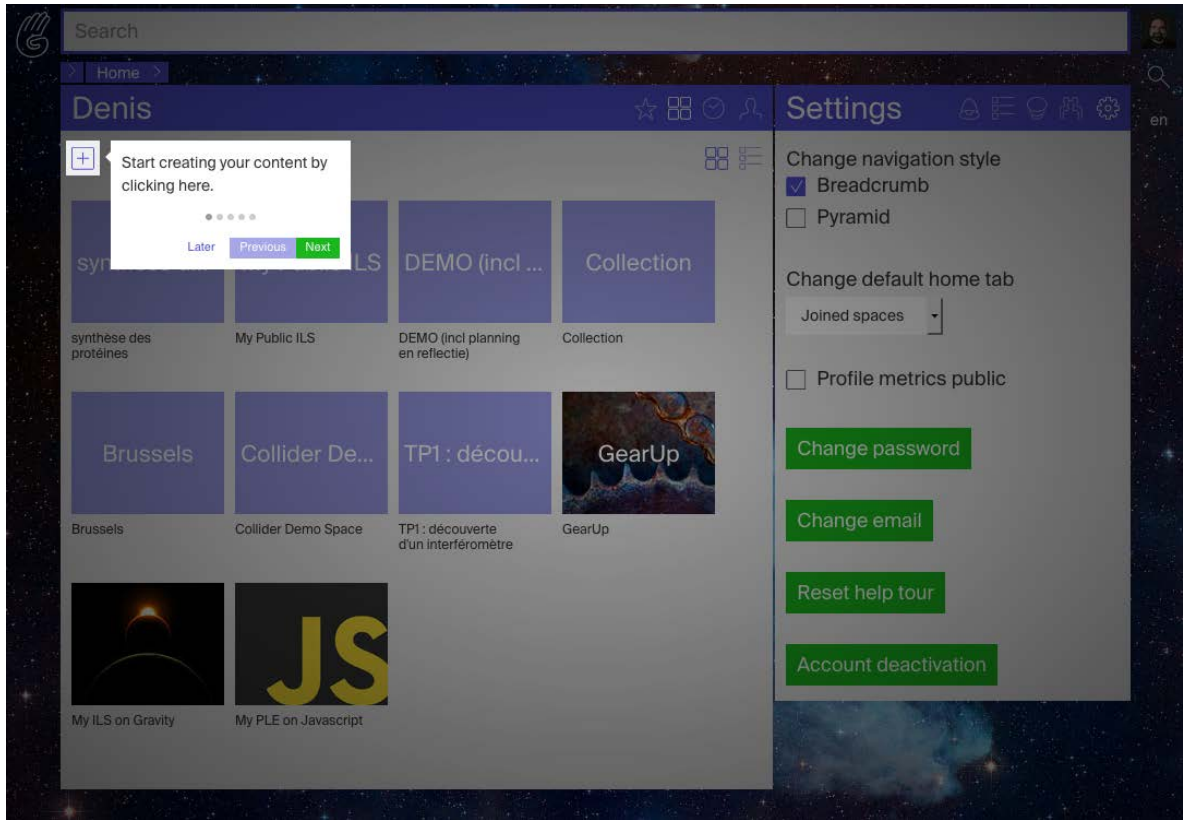 Search
Home
Denis
Start creating your content by
clicking here.
Later
Previous
Next
LS
DEMO (incl ...
Collection
synthèse des
protéines
My Public ILS
DEMO (incl planning
en reflectie)
Collection
Brussels
Collider De...
TP1 : décou...
GearUp
Brussels
Collider Demo Space
TP1 : découverte
d'un interféromètre
GearUp
JS
My ILS on Gravity
My PLE on Javascript
Settings
en
Change navigation style
Breadcrumb
Pyramid
Change default home tab
Joined spaces
Profile metrics public
Change password
Change email
Reset help tour
Account deactivation